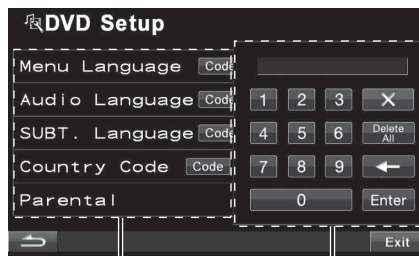 DVD Setup
Menu Language Code
Audio Language Code
SUBT. Language Code
Country Code Code
Parental
1 2 3 X
4 5 6 Delete All
7 8 9 ←
0 Enter
Exit